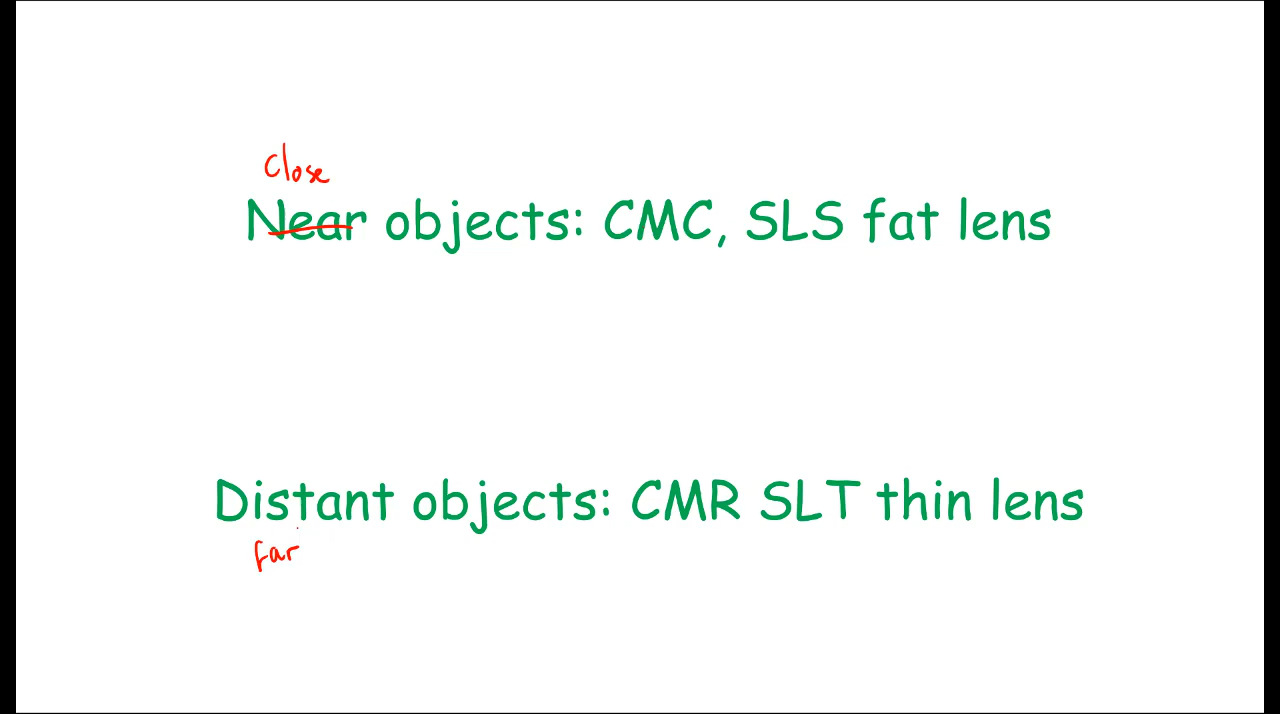 close
Near objects: CMC, SLS fat lens
Distant objects: CMR SLT thin lens
far